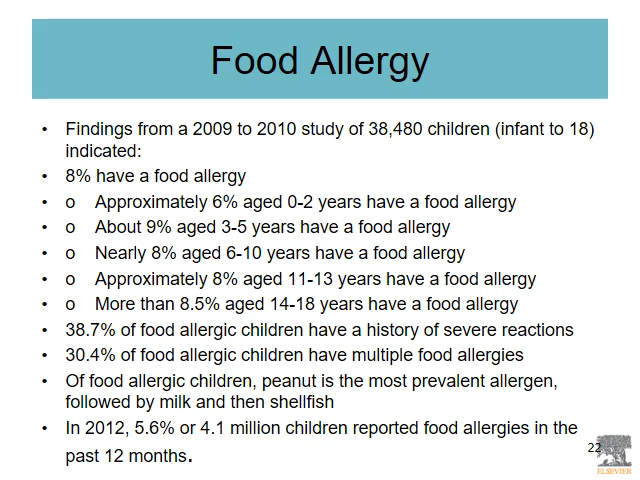 Food Allergy
• Findings from a 2009 to 2010 study of 38,480 children (infant to 18)
indicated:
• 8% have a food allergy
• o Approximately 6% aged 0-2 years have a food allergy
• o About 9% aged 3-5 years have a food allergy
• o Nearly 8% aged 6-10 years have a food allergy
• o Approximately 8% aged 11-13 years have a food allergy
• o More than 8.5% aged 14-18 years have a food allergy
• 38.7% of food allergic children have a history of severe reactions
• 30.4% of food allergic children have multiple food allergies
• Of food allergic children, peanut is the most prevalent allergen,
followed by milk and then shellfish
• In 2012, 5.6% or 4.1 million children reported food allergies in the
past 12 months.
22
ELSEVIER